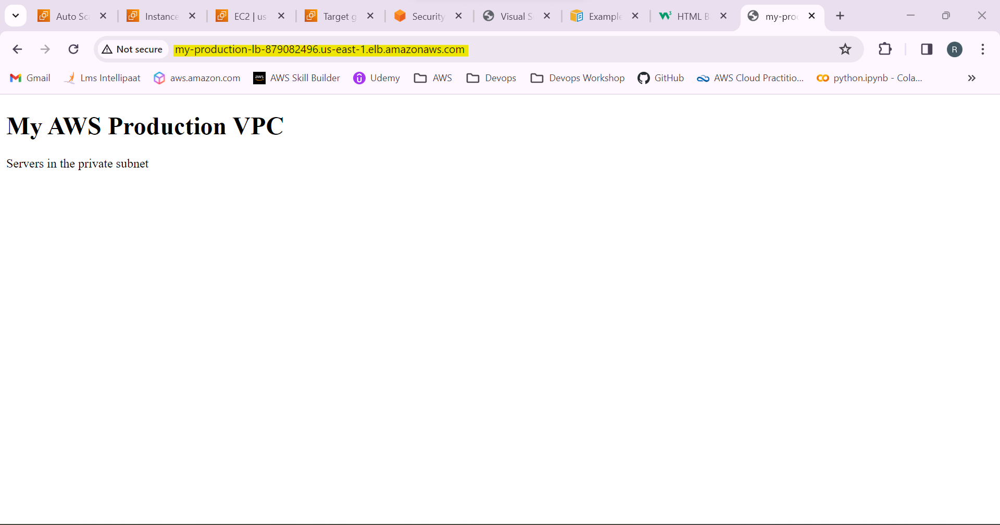 Auto Sc Instance EC2 | us Target g Security Visual S Example HTML B my-pro
Not secure my-production-lb-879082496.us-east-1.elb.amazonaws.com R
Gmail Lms Intellipaat aws.amazon.com aws AWS Skill Builder Udemy AWS Devops Devops Workshop GitHub AWS Cloud Practitio... python.ipynb - Cola...
My AWS Production VPC
Servers in the private subnet